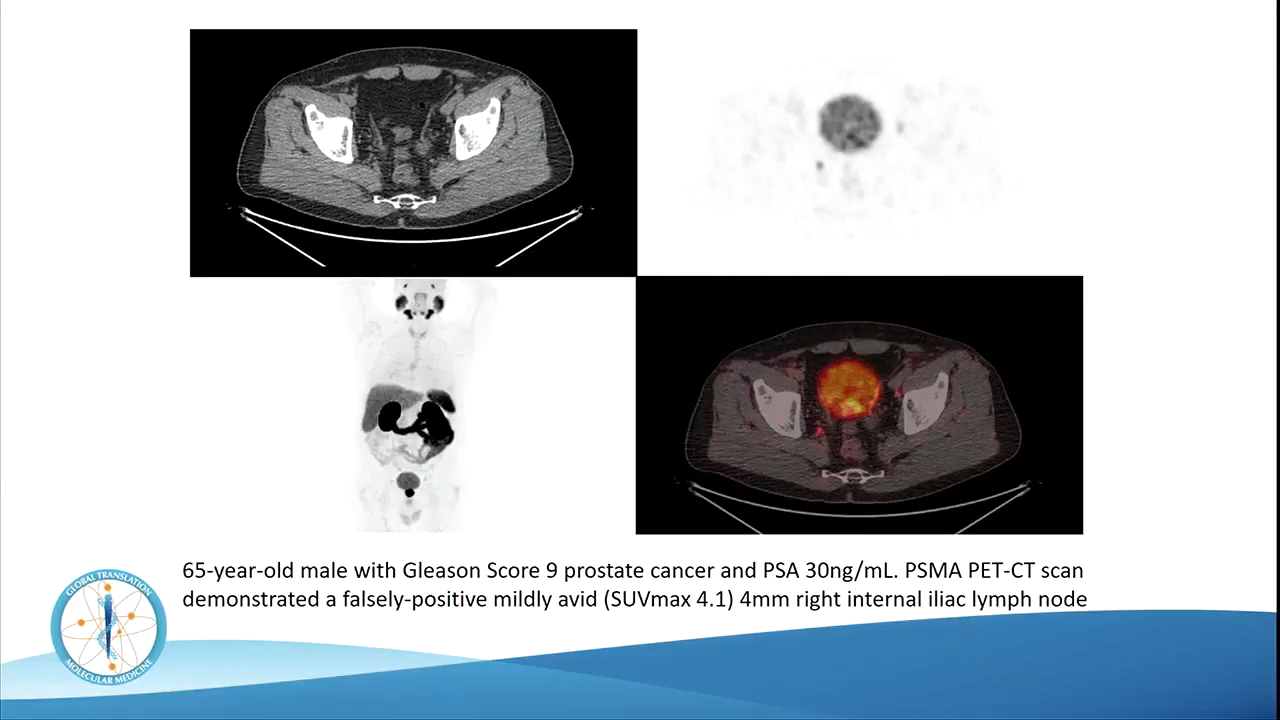 65-year-old male with Gleason Score 9 prostate cancer and PSA 30ng/mL. PSMA PET-CT scan
demonstrated a falsely-positive mildly avid (SUVmax 4.1) 4mm right internal iliac lymph node
GLOBAL TRANSLATION
MOLECULAR MEDICINE